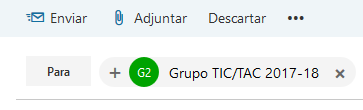 Enviar Adjuntar Descartar •••
Para + G2 Grupo TIC/TAC 2017-18 ×